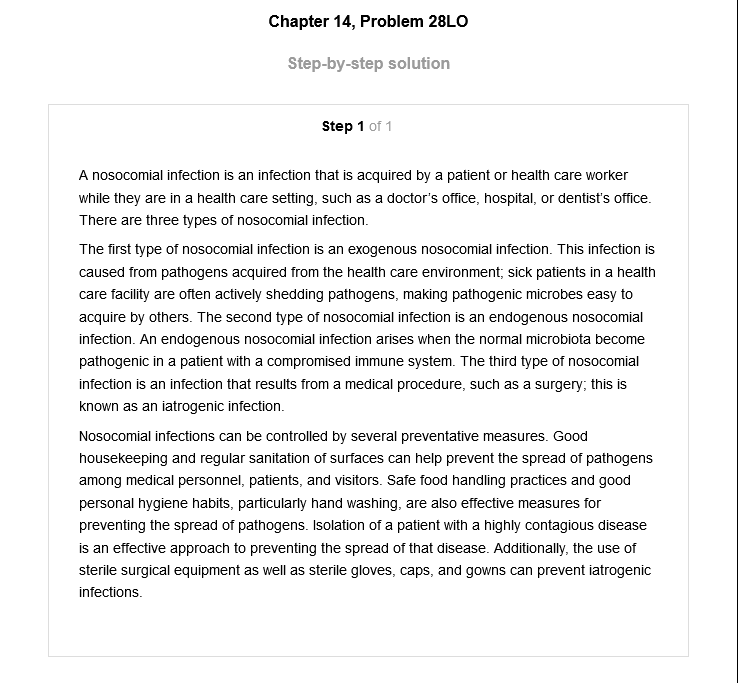 Chapter 14, Problem 28LO
Step-by-step solution
Step 1 of 1
A nosocomial infection is an infection that is acquired by a patient or health care worker
while they are in a health care setting, such as a doctor's office, hospital, or dentist's office.
There are three types of nosocomial infection.
The first type of nosocomial infection is an exogenous nosocomial infection. This infection is
caused from pathogens acquired from the health care environment; sick patients in a health
care facility are often actively shedding pathogens, making pathogenic microbes easy to
acquire by others. The second type of nosocomial infection is an endogenous nosocomial
infection. An endogenous nosocomial infection arises when the normal microbiota become
pathogenic in a patient with a compromised immune system. The third type of nosocomial
infection is an infection that results from a medical procedure, such as a surgery; this is
known as an iatrogenic infection.
Nosocomial infections can be controlled by several preventative measures. Good
housekeeping and regular sanitation of surfaces can help prevent the spread of pathogens
among medical personnel, patients, and visitors. Safe food handling practices and good
personal hygiene habits, particularly hand washing, are also effective measures for
preventing the spread of pathogens. Isolation of a patient with a highly contagious disease
is an effective approach to preventing the spread of that disease. Additionally, the use of
sterile surgical equipment as well as sterile gloves, caps, and gowns can prevent iatrogenic
infections.